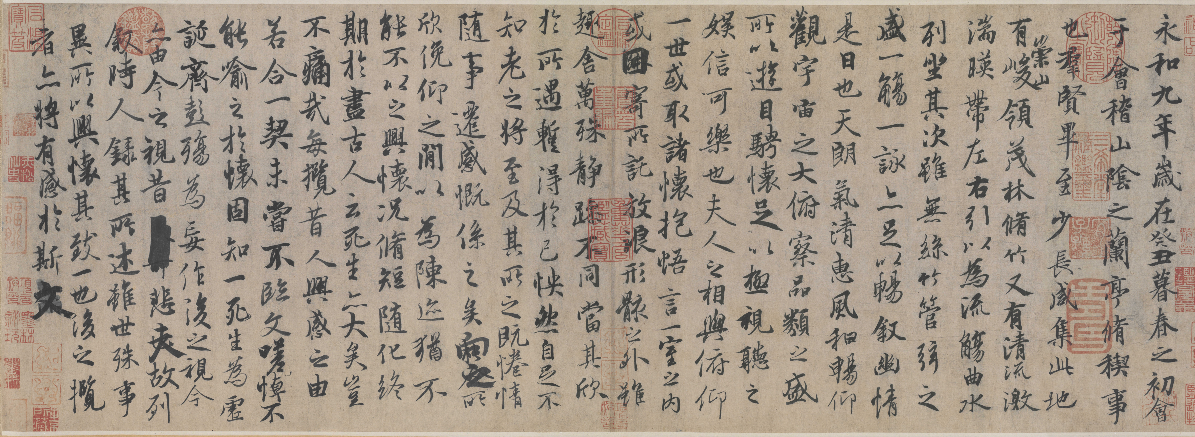 永和九年歲在癸丑暮春之初會
于會稽山陰之蘭亭脩稧事
也羣賢畢至少長咸集此地
有崇山峻領茂林脩竹又有清流激
湍暎帶左右引以為流觴曲水
列坐其次雖無絲竹管弦之
盛一觴一詠亦足以暢敘幽情
是日也天朗氣清惠風和暢仰
觀宇宙之大俯察品類之盛
所以遊目騁懷足以極視聽之
娛信可樂也夫人之相與俯仰
一世或取諸懷抱悟言一室之內
或因寄所託放浪形骸之外雖
趣舍萬殊靜躁不同當其欣
於所遇暫得於己怏然自足不
知老之將至及其所之既惓情
隨事遷感慨係之矣向之所
欣俛仰之閒以為陳迹猶不
能不以之興懷況脩短隨化終
期於盡古人云死生亦大矣豈
不痛哉每攬昔人興感之由
若合一契未嘗不臨文嗟悼不
能喻之於懷固知一死生為虛
誕齊彭殤為妄作後之視今
亦由今之視昔悲夫故列
敘時人錄其所述雖世殊事
異所以興懷其致一也後之攬
者亦將有感於斯文